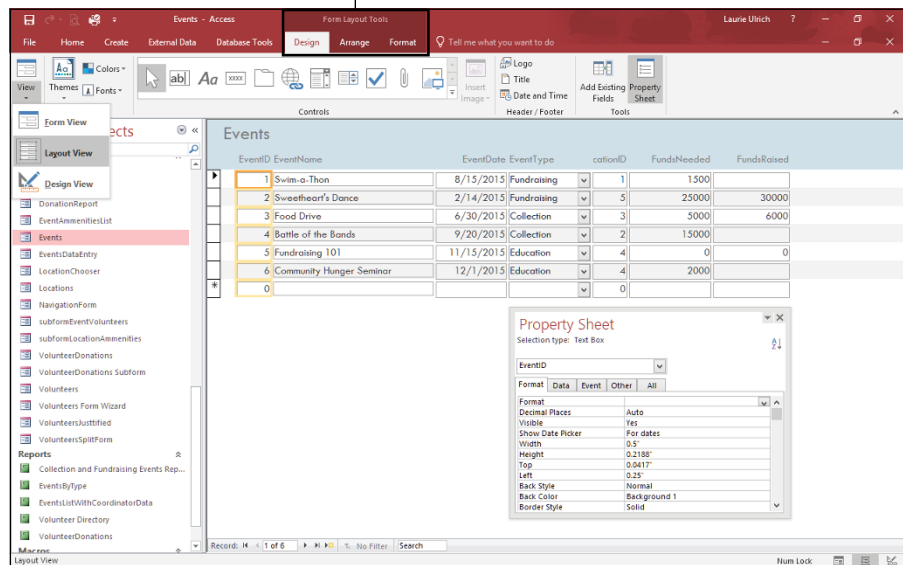 Events - Access
Form Layout Tools
Laurie Ulrich
?
File Home Create External Data Database Tools Design Arrange Format Tell me what you want to do
View
Themes
Colors
Fonts
ab Aa xxxx
Insert
Image
Logo
Title
Date and Time
Add Existing
Fields
Property
Sheet
Controls
Header / Footer
Tools
Form View
Layout View
Design View
ects
DonationReport
EventAmmenitiesList
Events
EventsDataEntry
LocationChooser
Locations
NavigationForm
subformEventVolunteers
subformLocationAmmenities
VolunteerDonations
VolunteerDonations Subform
Volunteers
Volunteers Form Wizard
VolunteersJusttified
VolunteersSplitForm
Reports
Collection and Fundraising Events Rep...
EventsByType
EventsListWithCoordinatorData
Volunteer Directory
VolunteerDonations
Macros
Events
EventID EventName EventDate EventType cationID FundsNeeded FundsRaised
1 Swim-a-Thon 8/15/2015 Fundraising 1 1500
2 Sweetheart's Dance 2/14/2015 Fundraising 5 25000 30000
3 Food Drive 6/30/2015 Collection 3 5000 6000
4 Battle of the Bands 9/20/2015 Collection 2 15000
5 Fundraising 101 11/15/2015 Education 4 0 0
6 Community Hunger Seminar 12/1/2015 Education 4 2000
* 0 0
Property Sheet
Selection type: Text Box
EventID
Format Data Event Other All
Format
Decimal Places Auto
Visible Yes
Show Date Picker For dates
Width 0.5"
Height 0.2188"
Top 0.0417"
Left 0.25"
Back Style Normal
Back Color Background 1
Border Style Solid
Record: 1 of 6 No Filter Search
Layout View
Num Lock